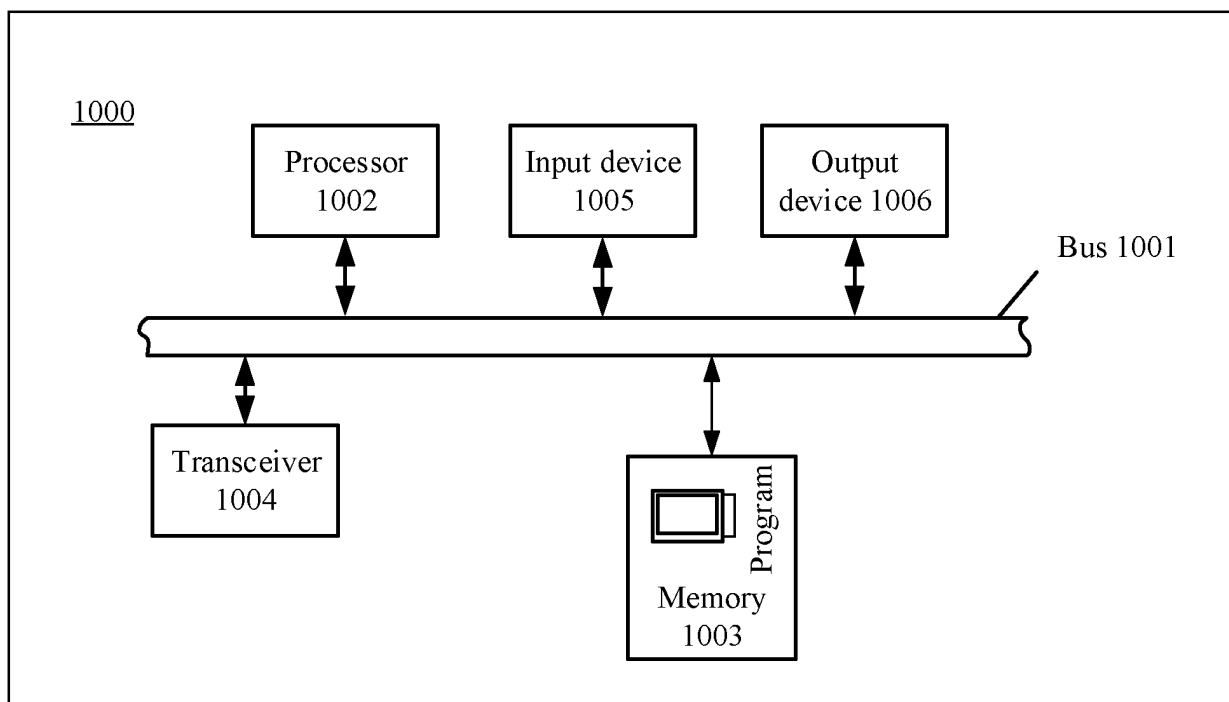 1000
Processor
1002
Input device
1005
Output
device 1006
Bus 1001
Transceiver
1004
Program
Memory
1003